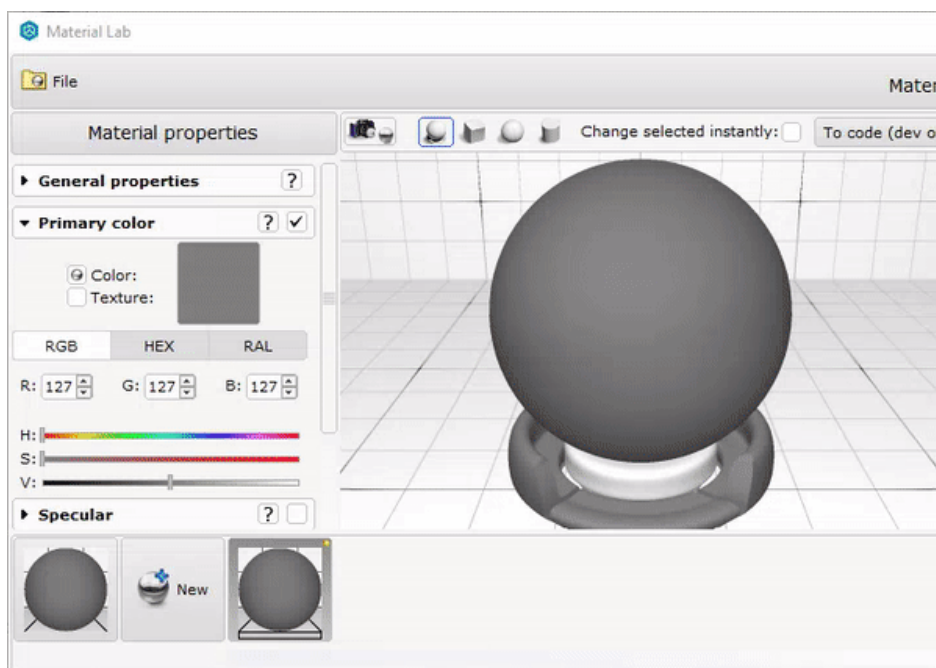 Material Lab
File
Mater
Material properties
Change selected instantly:
To code (dev o
General properties ?
Primary color ?
Color:
Texture:
RGB HEX RAL
R: 127 G: 127 B: 127
H:
S:
V:
Specular ?
New